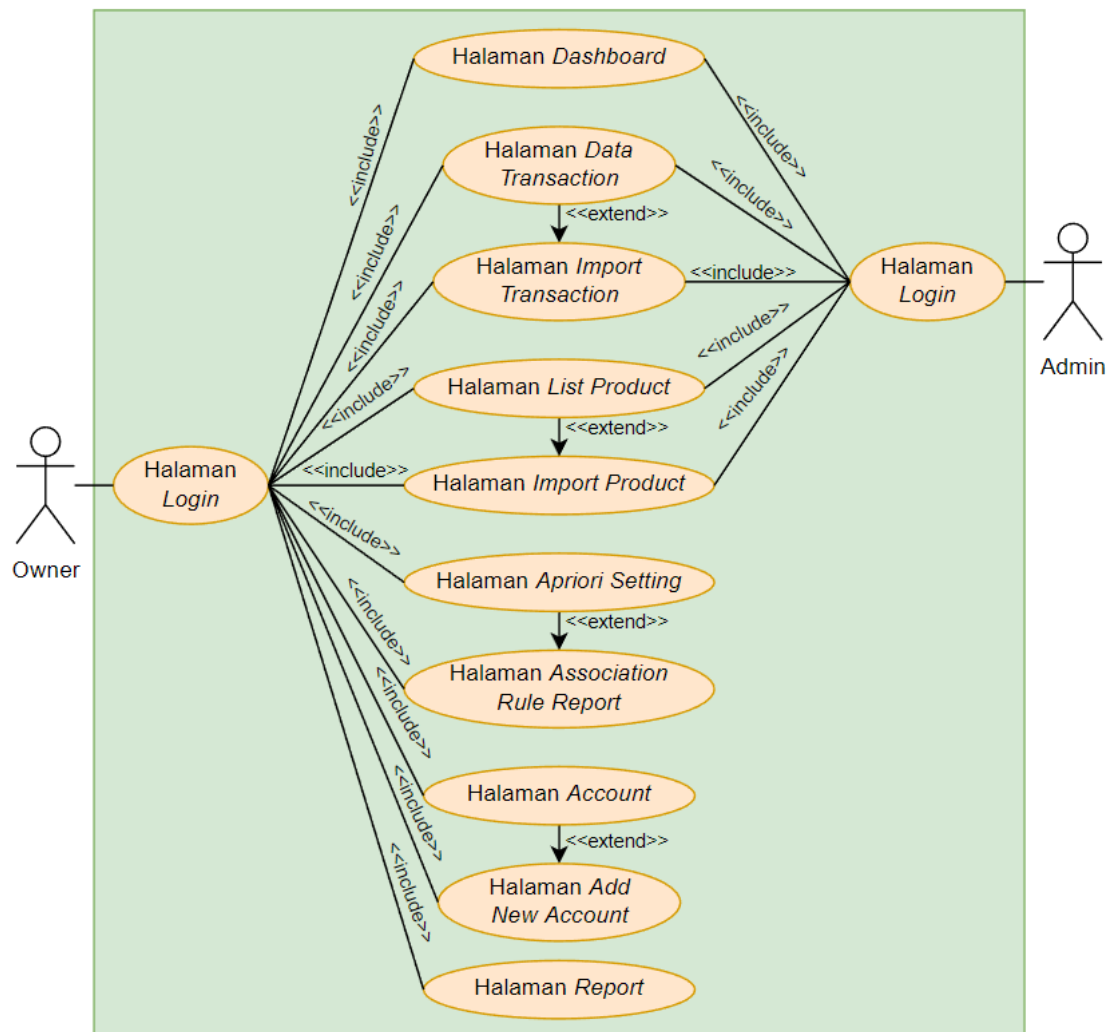 Halaman Dashboard
<<include>>
<<include>>
Halaman Data
Transaction
<<include>>
<<include>>
<<extend>>
Halaman Import
Transaction
<<include>>
<<include>>
Halaman
Login
Admin
Halaman List Product
<<include>>
<<include>>
<<extend>>
Halaman Import Product
<<include>>
<<include>>
Halaman
Login
Owner
<<include>>
Halaman Apriori Setting
<<extend>>
<<include>>
Halaman Association
Rule Report
<<include>>
Halaman Account
<<extend>>
<<include>>
Halaman Add
New Account
<<include>>
Halaman Report